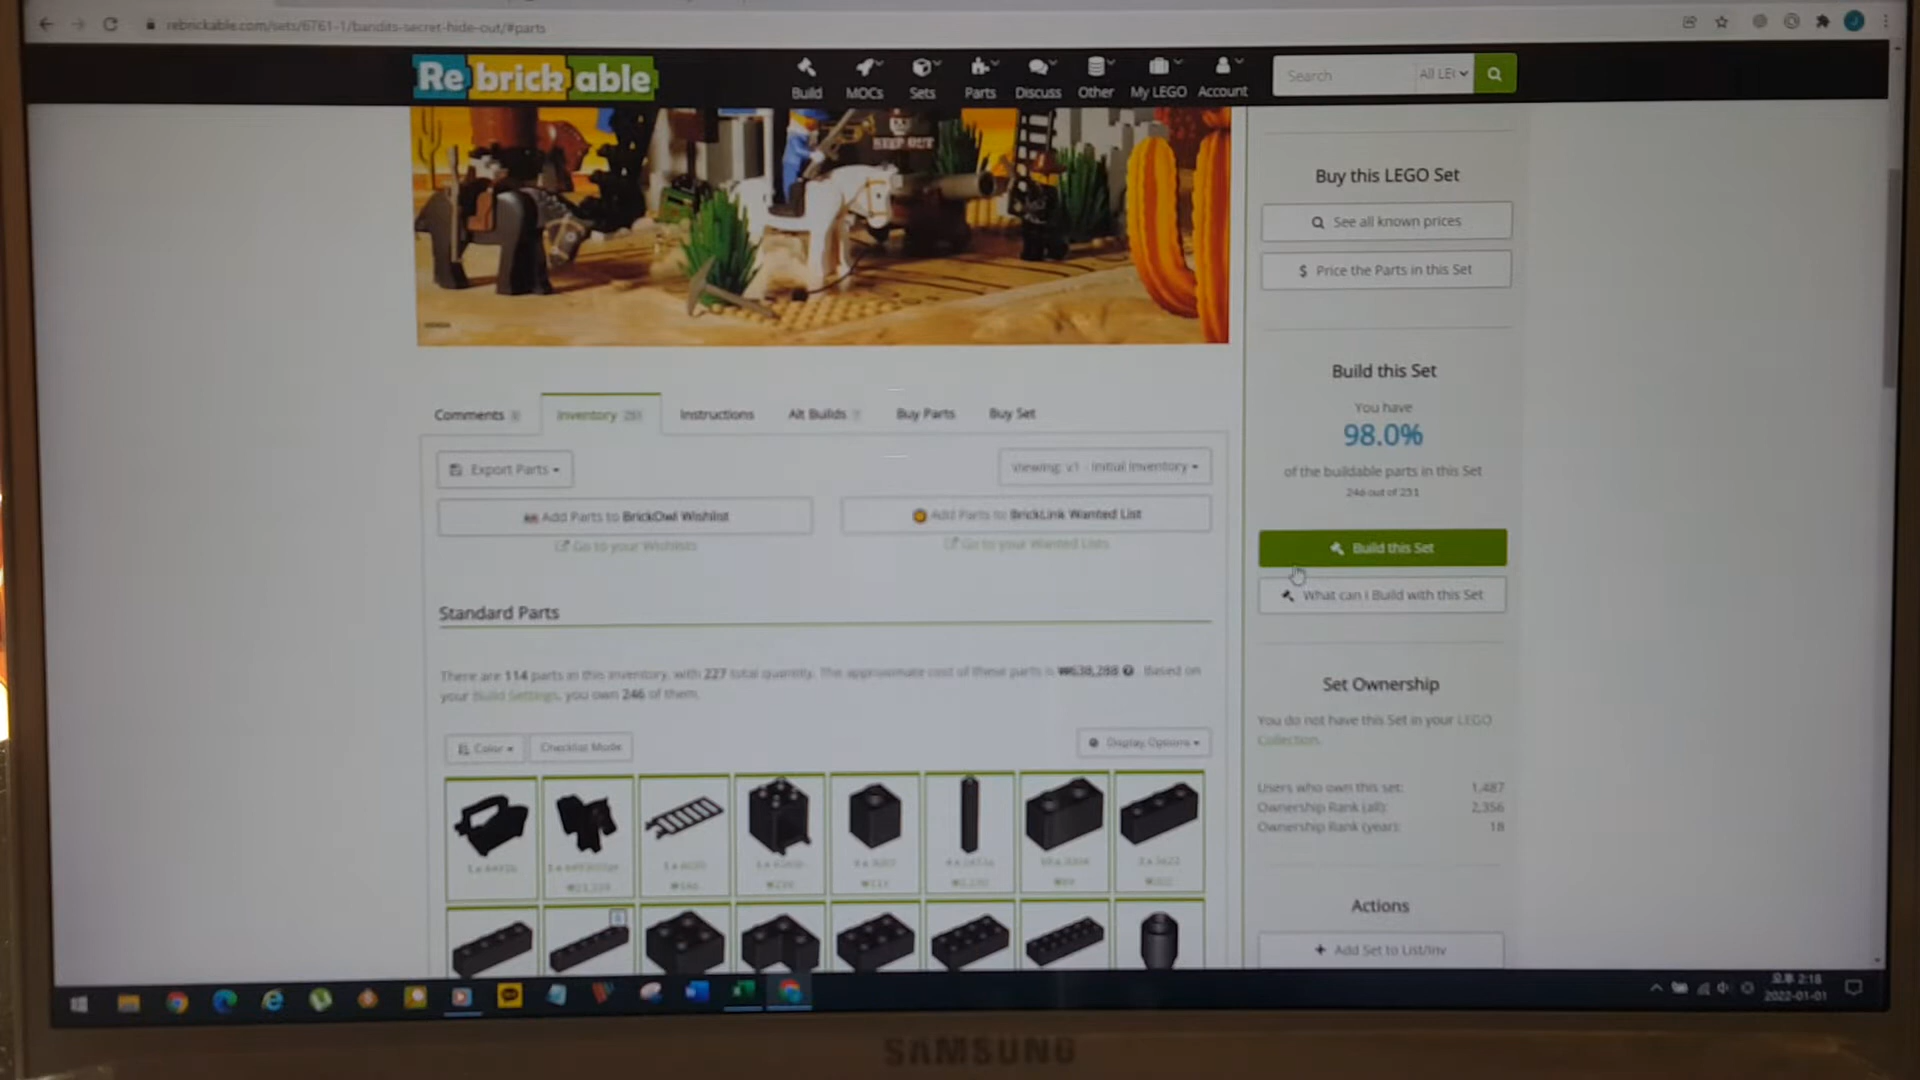 rebrickable.com/sets/6761-1/bandits-secret-hide-out/#parts
Rebrickable
Build
MOCs
Sets
Parts
Discuss
Other
My LEGO
Account
Search
All LE
KEEP OUT
Buy this LEGO Set
See all known prices
$ Price the Parts in this Set
Build this Set
You have
98.0%
of the buildable parts in this Set
246 out of 251
Build this Set
What can I Build with this Set
Comments
Inventory 251
Instructions
Alt Builds
Buy Parts
Buy Set
Export Parts
Viewing: v1 - Initial Inventory
Add Parts to BrickOwl Wishlist
Add Parts to BrickLink Wanted List
Go to your Wishlists
Go to your Wanted Lists
Standard Parts
There are 114 parts in this inventory, with 227 total quantity. The approximate cost of these parts is ₩638,288 Based on
your Build Settings, you own 246 of them.
Color
Checklist Mode
Display Options
Set Ownership
You do not have this Set in your LEGO
Collection.
Users who own this set: 1,487
Ownership Rank (all): 2,356
Ownership Rank (year): 18
Actions
+ Add Set to List/Inv
오후 2:18
2022-01-01
SAMSUNG